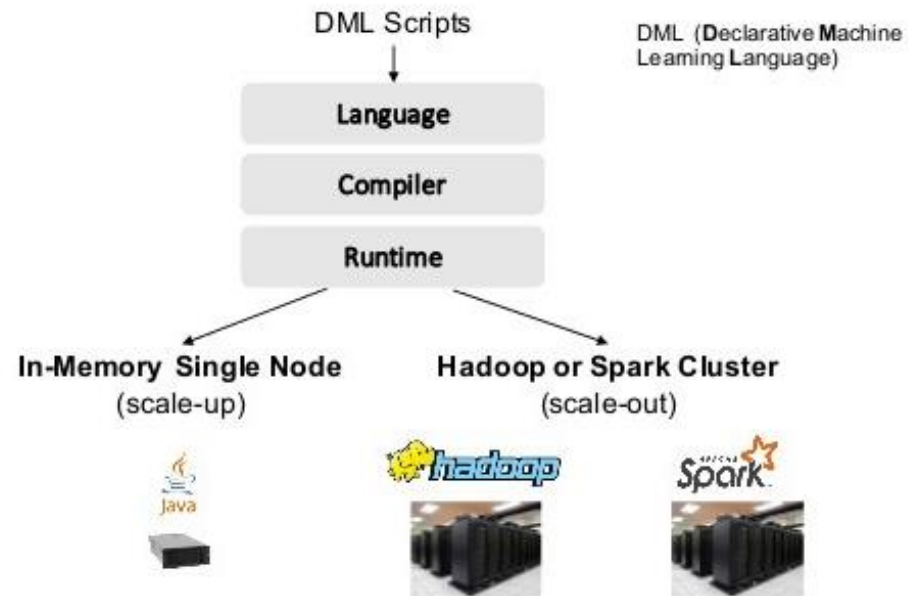 DML Scripts
DML (Declarative Machine
Learning Language)
Language
Compiler
Runtime
In-Memory Single Node
(scale-up)
Hadoop or Spark Cluster
(scale-out)
Java
hadoop
APACHE
Spark